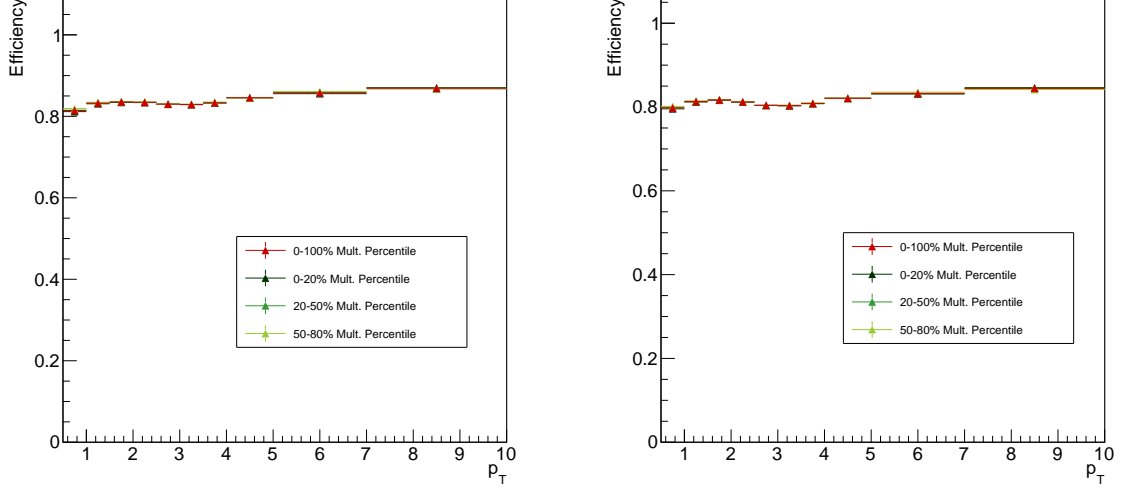 Efficiency
1
0.8
0.6
0.4
0.2
0
0-100% Mult. Percentile
0-20% Mult. Percentile
20-50% Mult. Percentile
50-80% Mult. Percentile
1 2 3 4 5 6 7 8 9 10
p_T
Efficiency
1
0.8
0.6
0.4
0.2
0
0-100% Mult. Percentile
0-20% Mult. Percentile
20-50% Mult. Percentile
50-80% Mult. Percentile
1 2 3 4 5 6 7 8 9 10
p_T